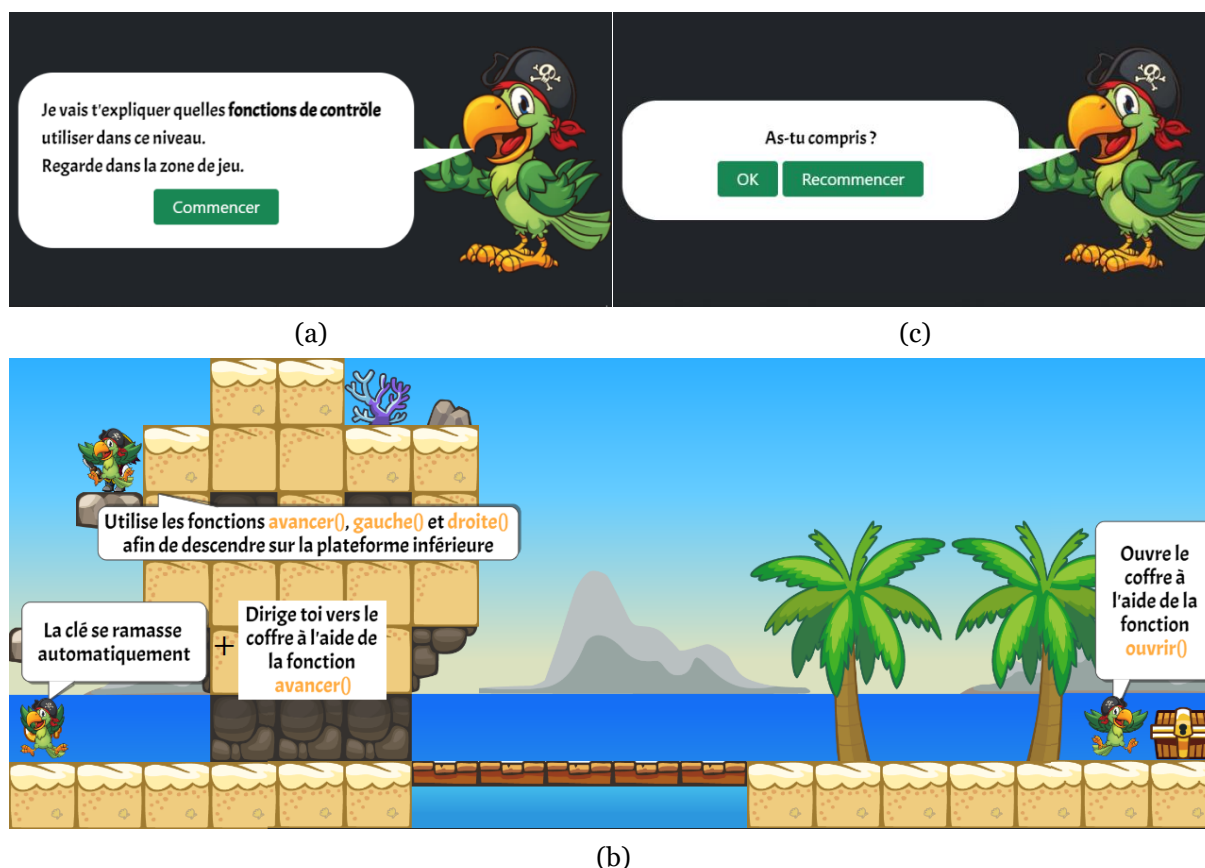 Je vais t'expliquer quelles fonctions de contrôle
utiliser dans ce niveau.
Regarde dans la zone de jeu.
Commencer
(a)
As-tu compris ?
OK
Recommencer
(c)
Utilise les fonctions avancer(), gauche() et droite()
afin de descendre sur la plateforme inférieure
La clé se ramasse
automatiquement
+
Dirige toi vers le
coffre à l'aide de
la fonction
avancer()
Ouvre le
coffre à
l'aide de la
fonction
ouvrir()
(b)